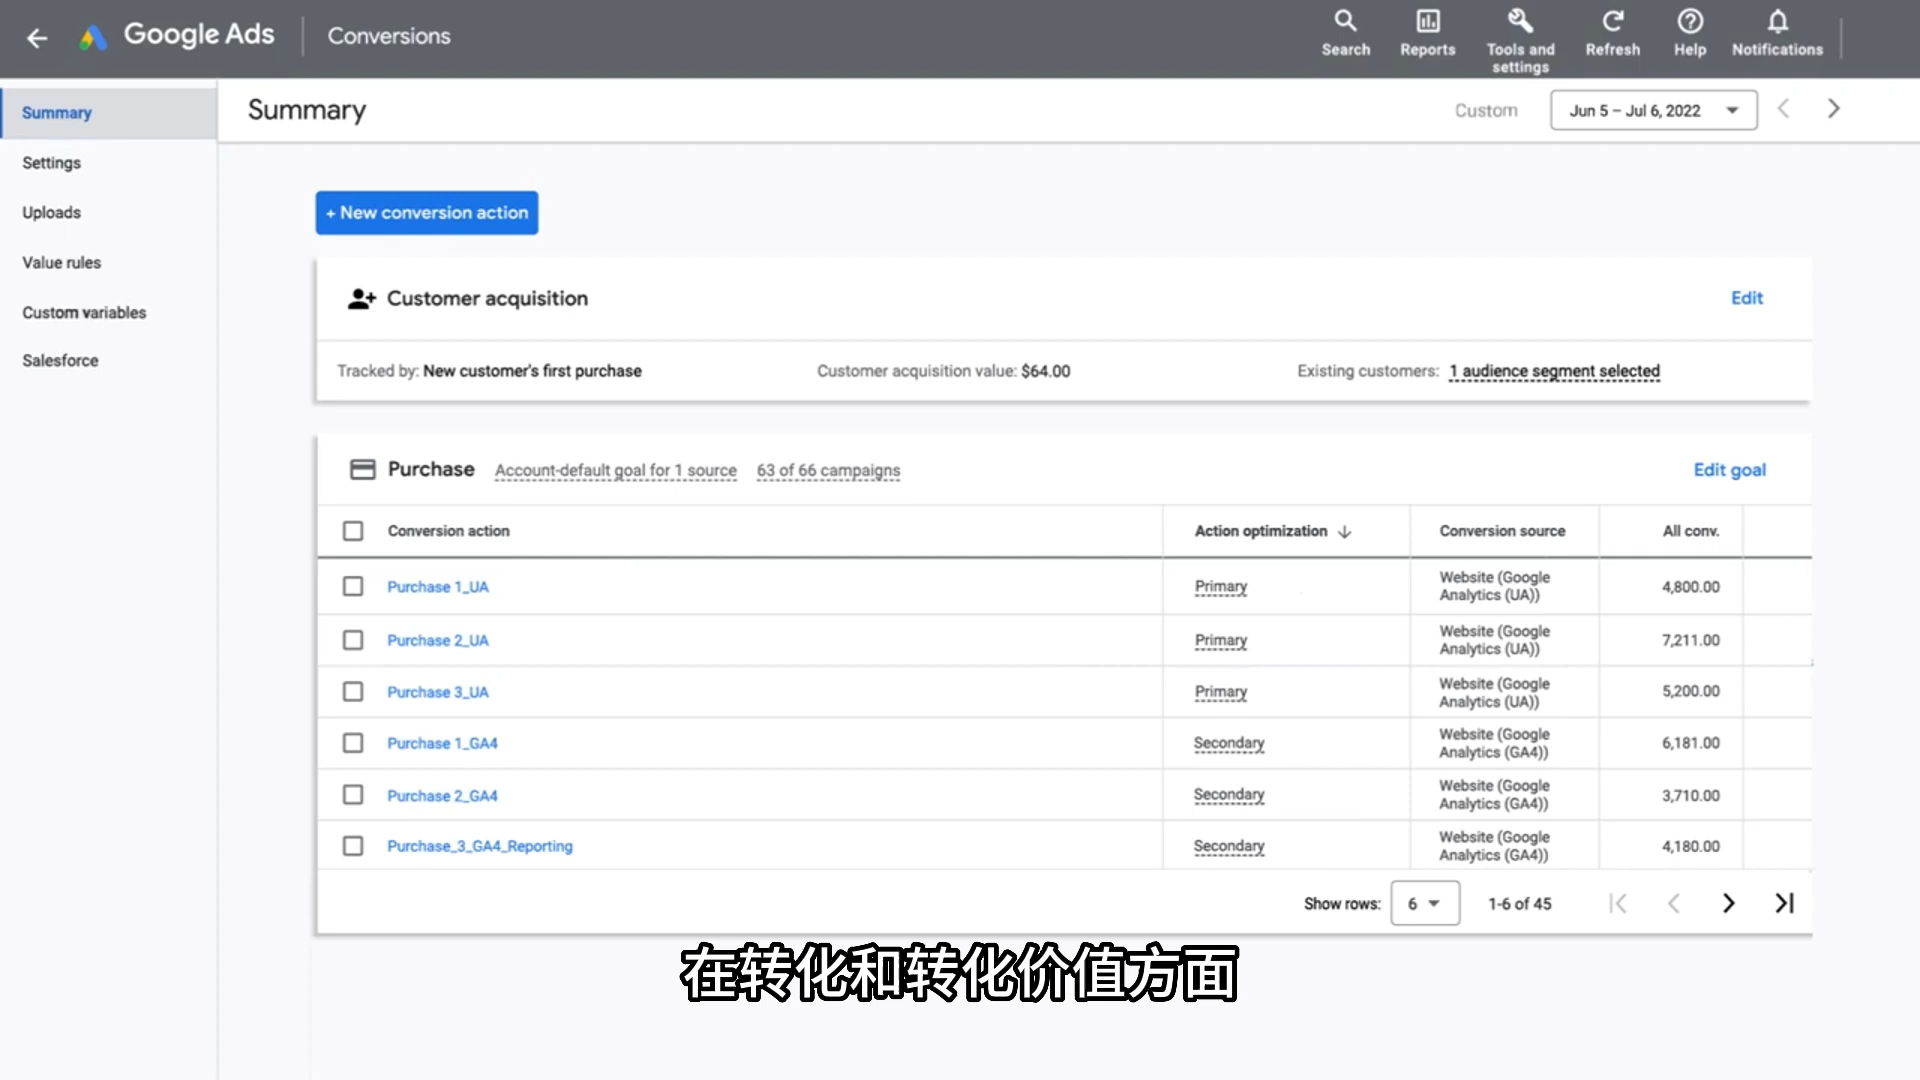 Google Ads
Conversions
Search
Reports
Tools and
settings
Refresh
Help
Notifications
Summary
Settings
Uploads
Value rules
Custom variables
Salesforce
Summary
Custom
Jun 5 – Jul 6, 2022
+ New conversion action
Customer acquisition
Edit
Tracked by: New customer's first purchase
Customer acquisition value: $64.00
Existing customers: 1 audience segment selected
Purchase
Account-default goal for 1 source
63 of 66 campaigns
Edit goal
Conversion action
Action optimization
Conversion source
All conv.
Purchase 1_UA
Primary
Website (Google
Analytics (UA))
4,800.00
Purchase 2_UA
Primary
Website (Google
Analytics (UA))
7,211.00
Purchase 3_UA
Primary
Website (Google
Analytics (UA))
5,200.00
Purchase 1_GA4
Secondary
Website (Google
Analytics (GA4))
6,181.00
Purchase 2_GA4
Secondary
Website (Google
Analytics (GA4))
3,710.00
Purchase_3_GA4_Reporting
Secondary
Website (Google
Analytics (GA4))
4,180.00
Show rows:
6
1-6 of 45
在转化和转化价值方面